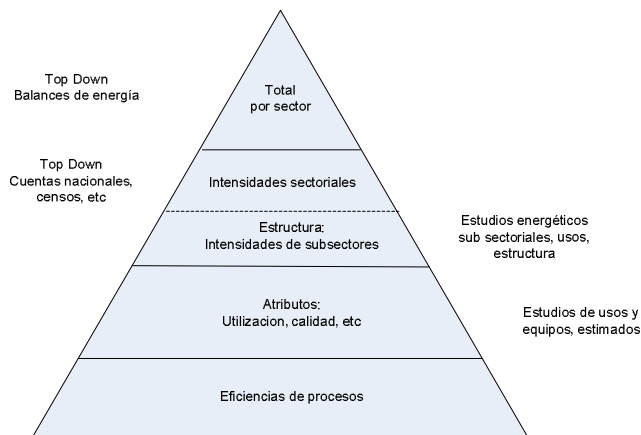 Top Down
Balances de energía
Total
por sector
Top Down
Cuentas nacionales,
censos, etc
Intensidades sectoriales
Estructura:
Intensidades de subsectores
Estudios energéticos
sub sectoriales, usos,
estructura
Atributos:
Utilizacion, calidad, etc
Estudios de usos y
equipos, estimados
Eficiencias de procesos